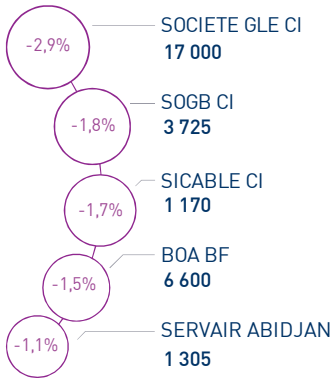 -2,9%
SOCIETE GLE CI
17 000
-1,8%
SOGB CI
3 725
-1,7%
SICABLE CI
1 170
-1,5%
BOA BF
6 600
-1,1%
SERVAIR ABIDJAN
1 305